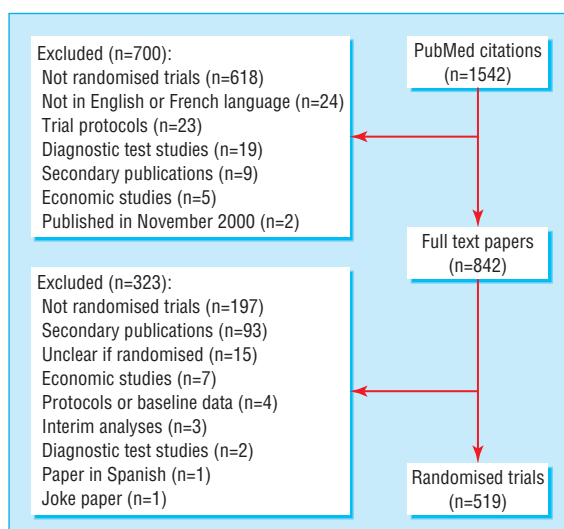 PubMed citations
(n=1542)
Excluded (n=700):
Not randomised trials (n=618)
Not in English or French language (n=24)
Trial protocols (n=23)
Diagnostic test studies (n=19)
Secondary publications (n=9)
Economic studies (n=5)
Published in November 2000 (n=2)
Full text papers
(n=842)
Excluded (n=323):
Not randomised trials (n=197)
Secondary publications (n=93)
Unclear if randomised (n=15)
Economic studies (n=7)
Protocols or baseline data (n=4)
Interim analyses (n=3)
Diagnostic test studies (n=2)
Paper in Spanish (n=1)
Joke paper (n=1)
Randomised trials
(n=519)